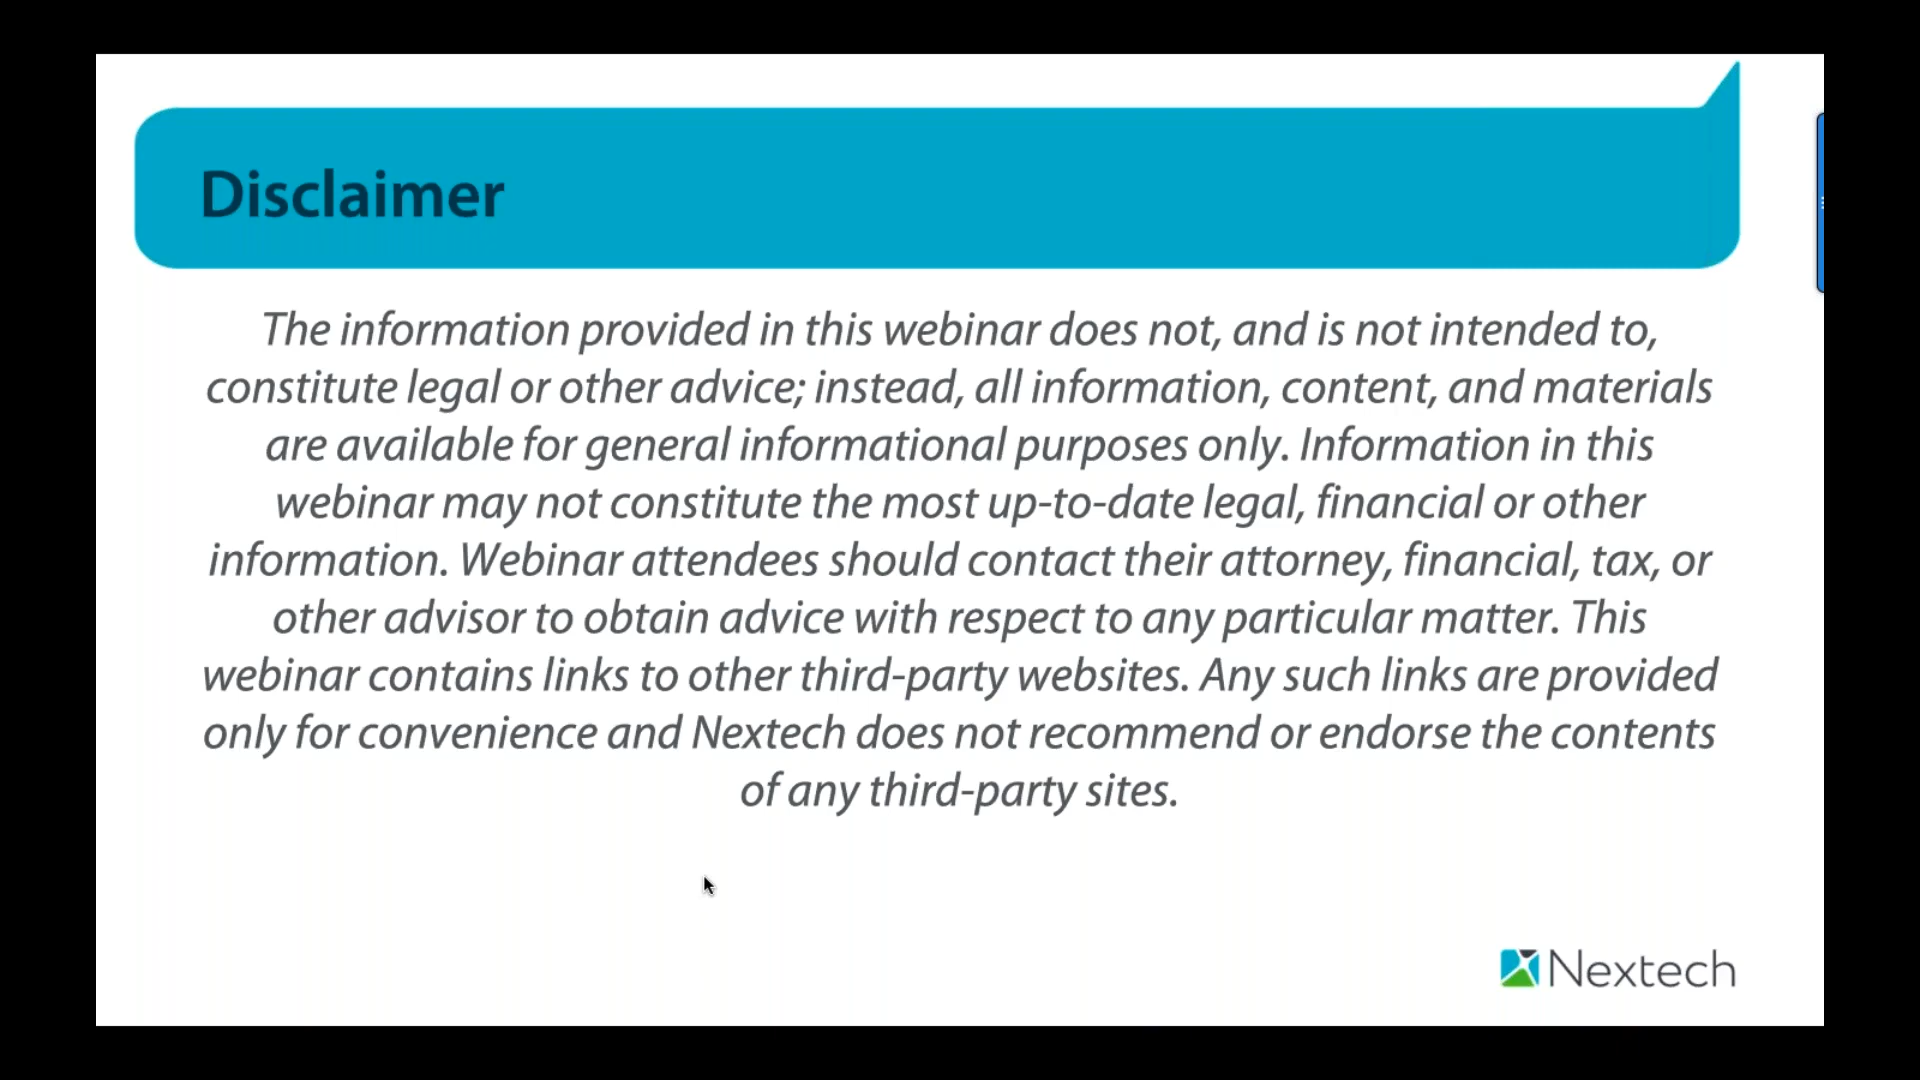 Disclaimer
The information provided in this webinar does not, and is not intended to,
constitute legal or other advice; instead, all information, content, and materials
are available for general informational purposes only. Information in this
webinar may not constitute the most up-to-date legal, financial or other
information. Webinar attendees should contact their attorney, financial, tax, or
other advisor to obtain advice with respect to any particular matter. This
webinar contains links to other third-party websites. Any such links are provided
only for convenience and Nextech does not recommend or endorse the contents
of any third-party sites.
Nextech